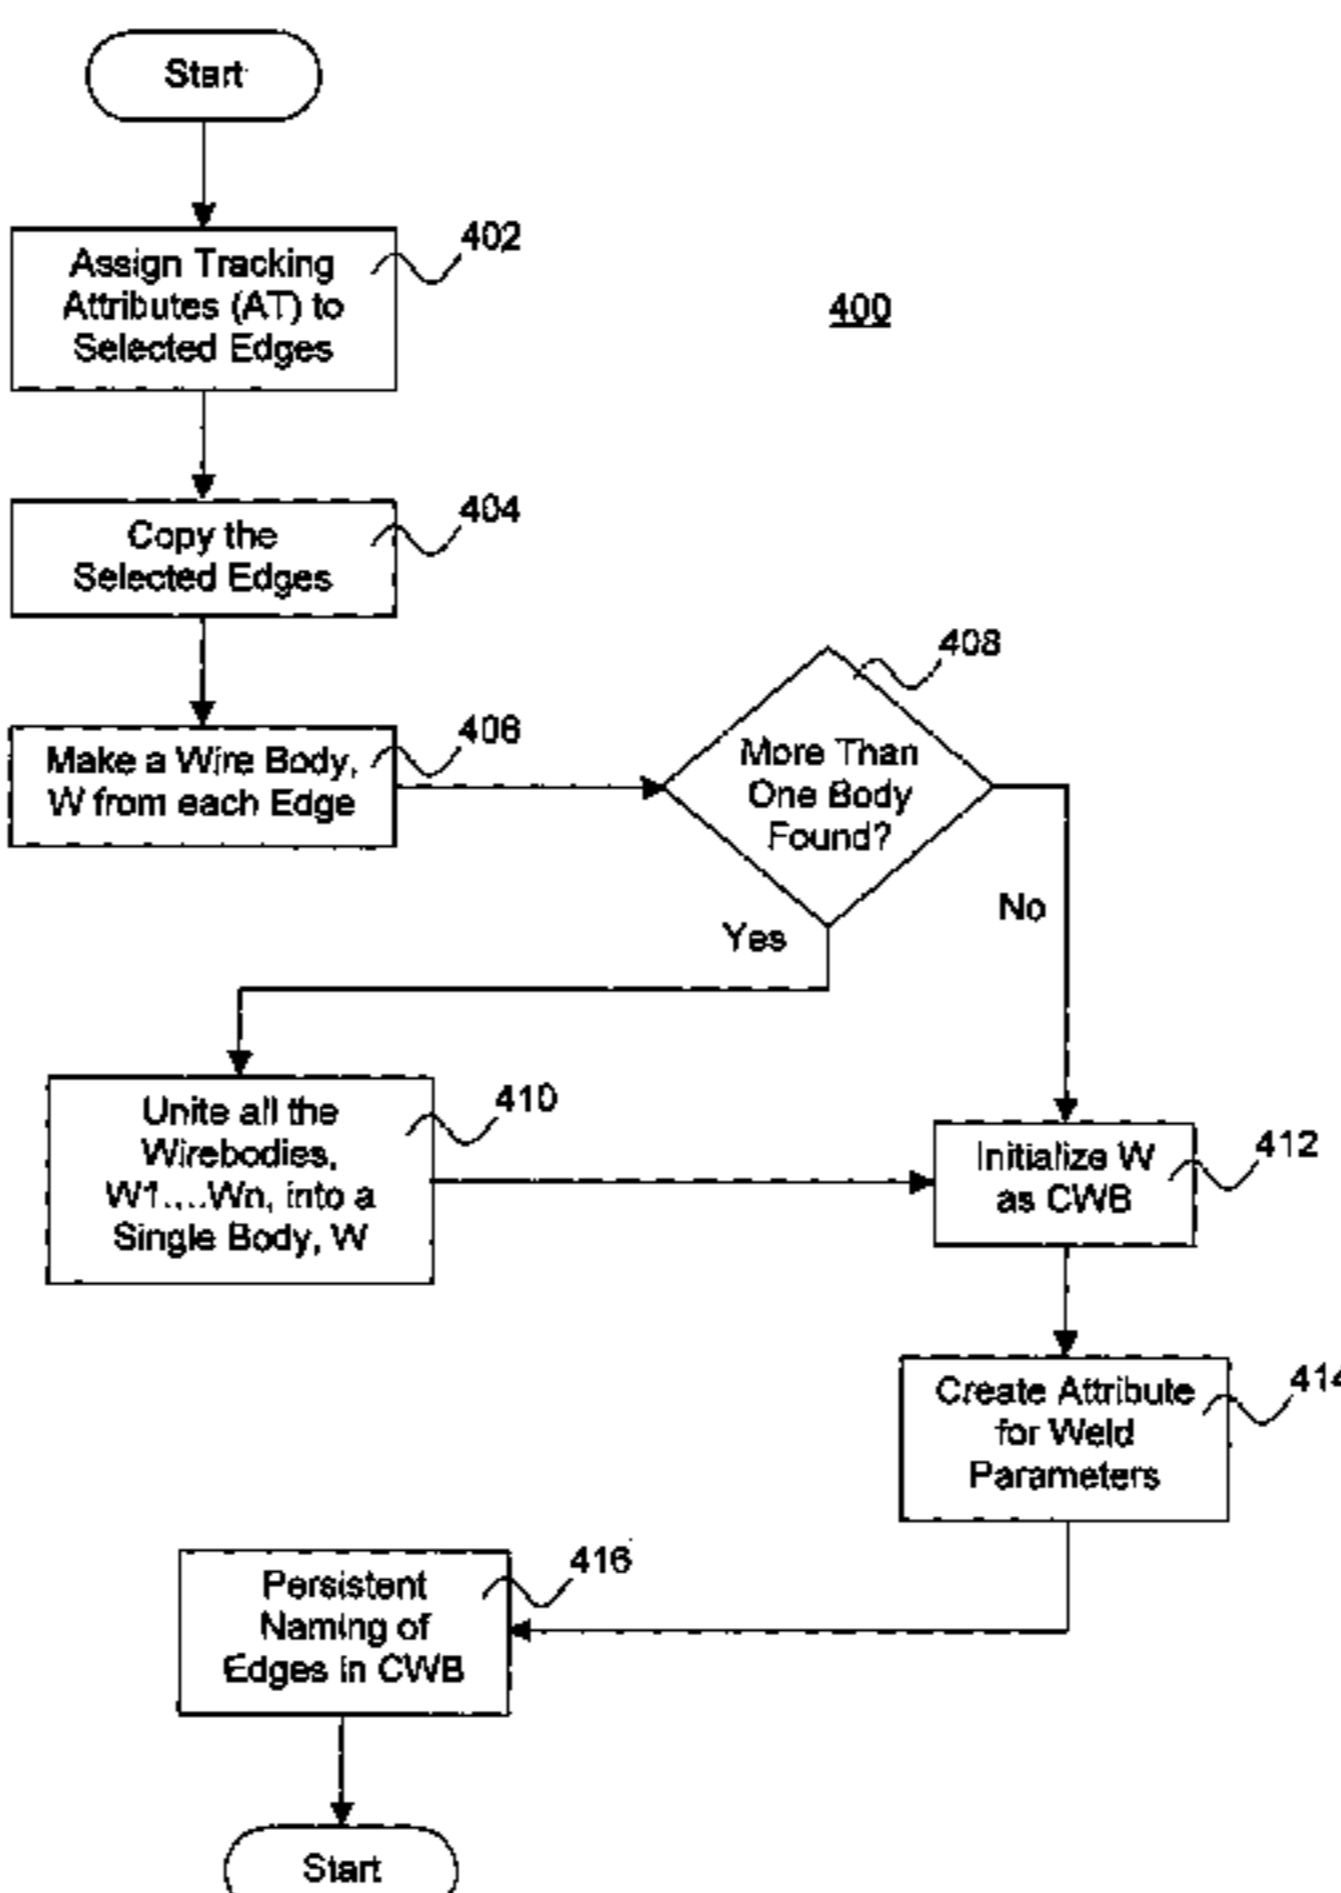 Start
402
Assign Tracking
Attributes (AT) to
Selected Edges
400
404
Copy the
Selected Edges
406
Make a Wire Body,
W from each Edge
408
More Than
One Body
Found?
Yes
No
410
Unite all the
Wirebodies,
W1....Wn, into a
Single Body, W
412
Initialize W
as CWB
414
Create Attribute
for Weld
Parameters
416
Persistent
Naming of
Edges in CWB
Start